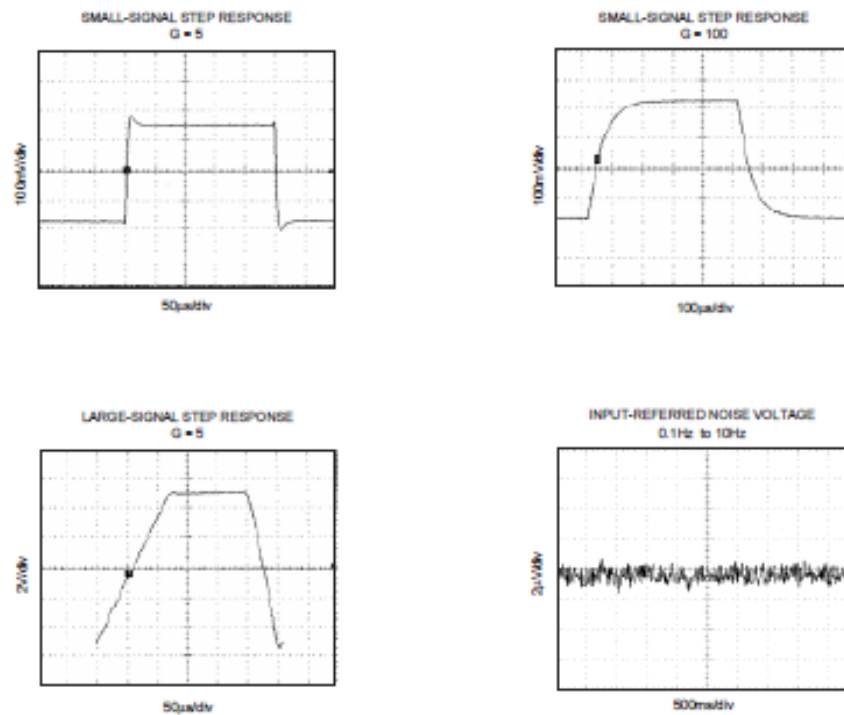 SMALL-SIGNAL STEP RESPONSE
G = 5
100mV/div
50µs/div
SMALL-SIGNAL STEP RESPONSE
G = 100
100mV/div
100µs/div
LARGE-SIGNAL STEP RESPONSE
G = 5
2V/div
50µs/div
INPUT-REFERRED NOISE VOLTAGE
0.1Hz to 10Hz
2µV/div
500ms/div